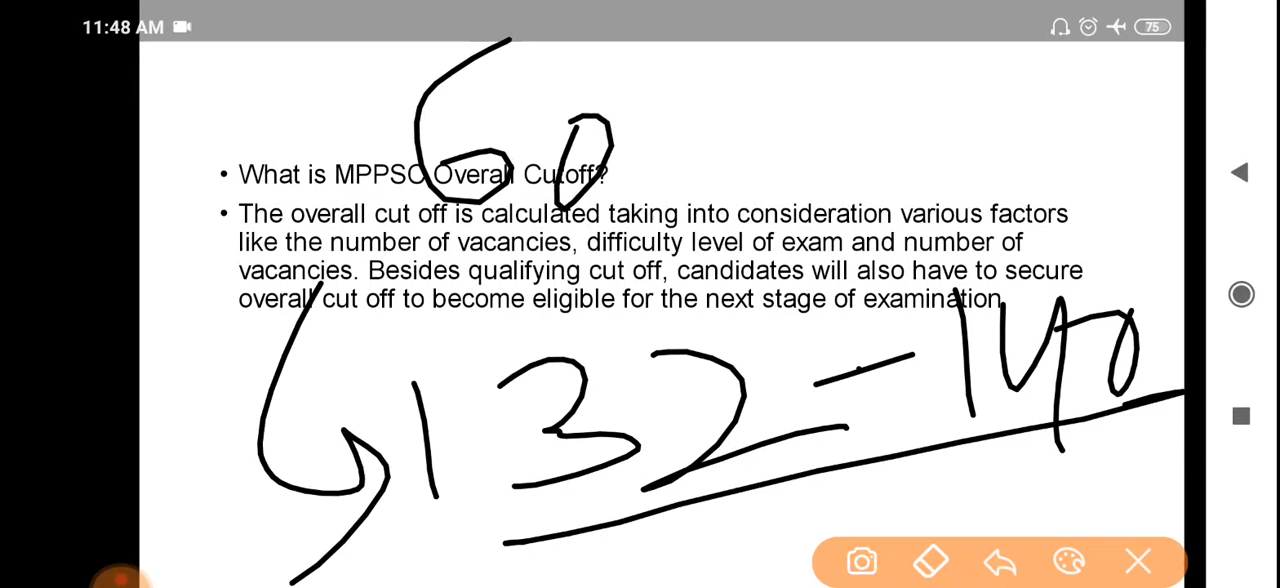 11:48 AM
75
60
• What is MPPSC Overall Cutoff?
• The overall cut off is calculated taking into consideration various factors
like the number of vacancies, difficulty level of exam and number of
vacancies. Besides qualifying cut off, candidates will also have to secure
overall cut off to become eligible for the next stage of examination.
132-140